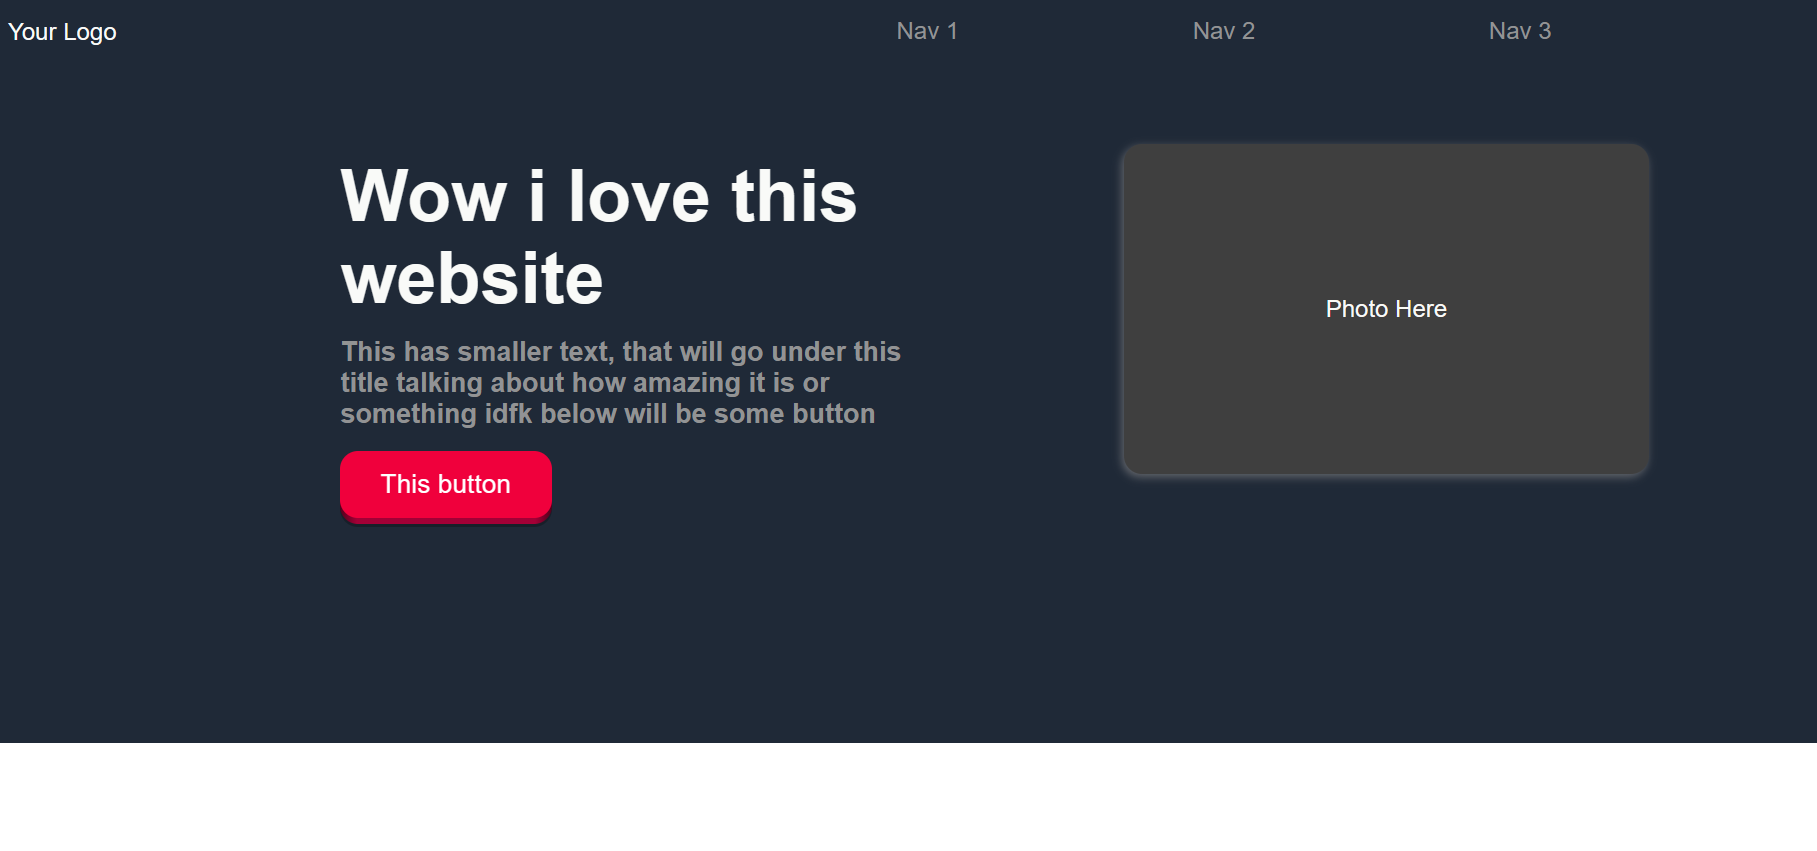 Your Logo
Nav 1
Nav 2
Nav 3
Wow i love this
website
This has smaller text, that will go under this
title talking about how amazing it is or
something idfk below will be some button
This button
Photo Here